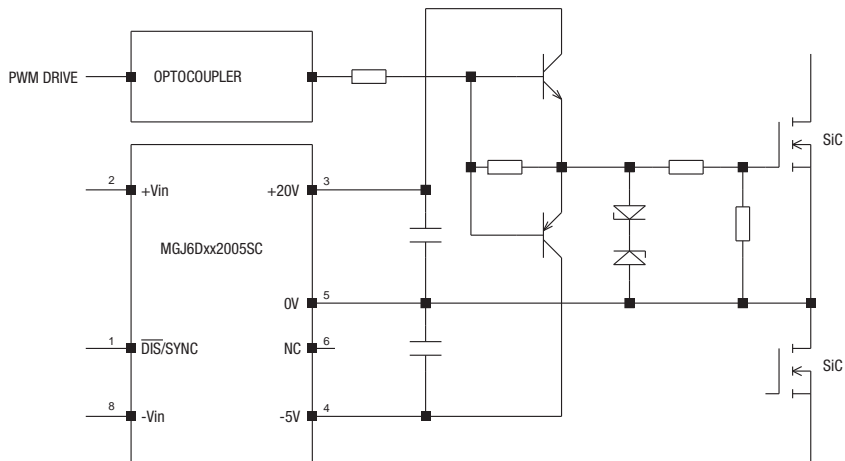 PWM DRIVE
OPTOCOUPLER
SiC
2
+Vin
+20V
3
MGJ6Dxx2005SC
0V
5
1
DIS/SYNC
NC
6
SiC
8
-Vin
-5V
4